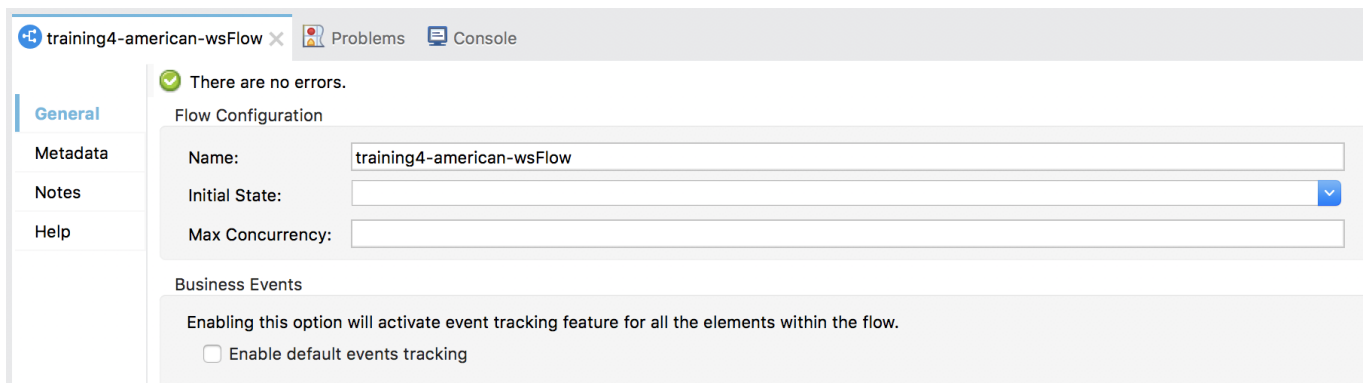 training4-american-wsFlow Problems Console
There are no errors.
General
Flow Configuration
Metadata
Name: training4-american-wsFlow
Notes
Initial State:
Help
Max Concurrency:
Business Events
Enabling this option will activate event tracking feature for all the elements within the flow.
Enable default events tracking